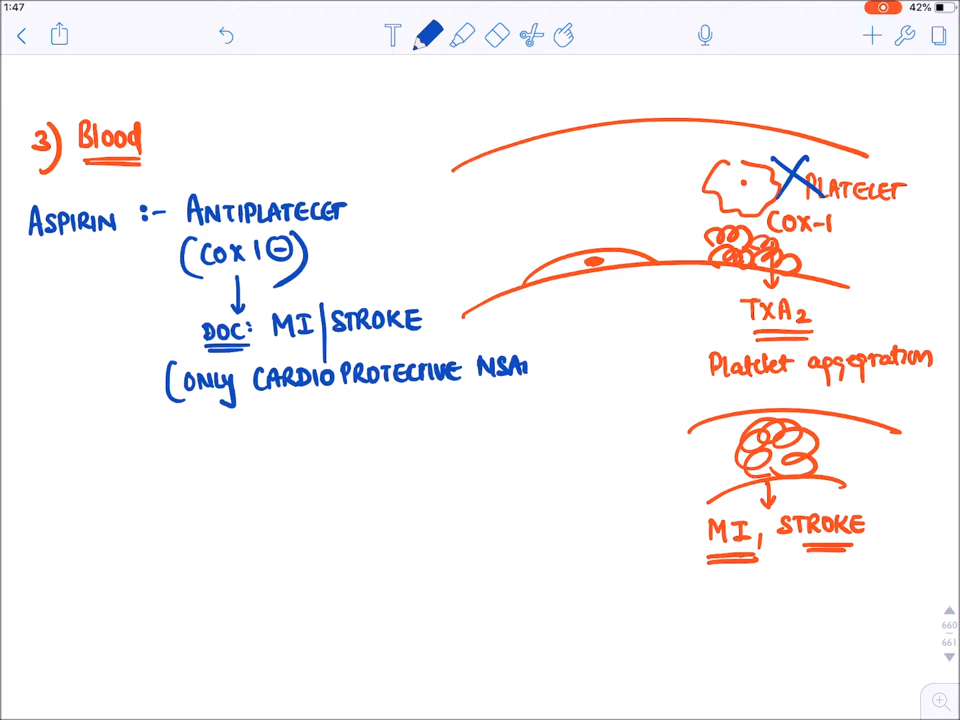 1:47
42%
T
3) Blood
ASPIRIN :- ANTIPLATELET
(COX 1 ⊖)
DOC: MI | STROKE
(ONLY CARDIOPROTECTIVE NSAI
PLATELET
COX-1
TXA2
Platelet aggregration
MI, STROKE
660
661